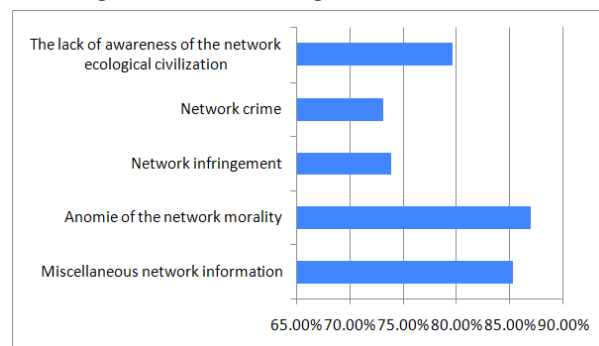 The lack of awareness of the network
ecological civilization
Network crime
Network infringement
Anomie of the network morality
Miscellaneous network information
65.00%70.00%75.00%80.00%85.00%90.00%